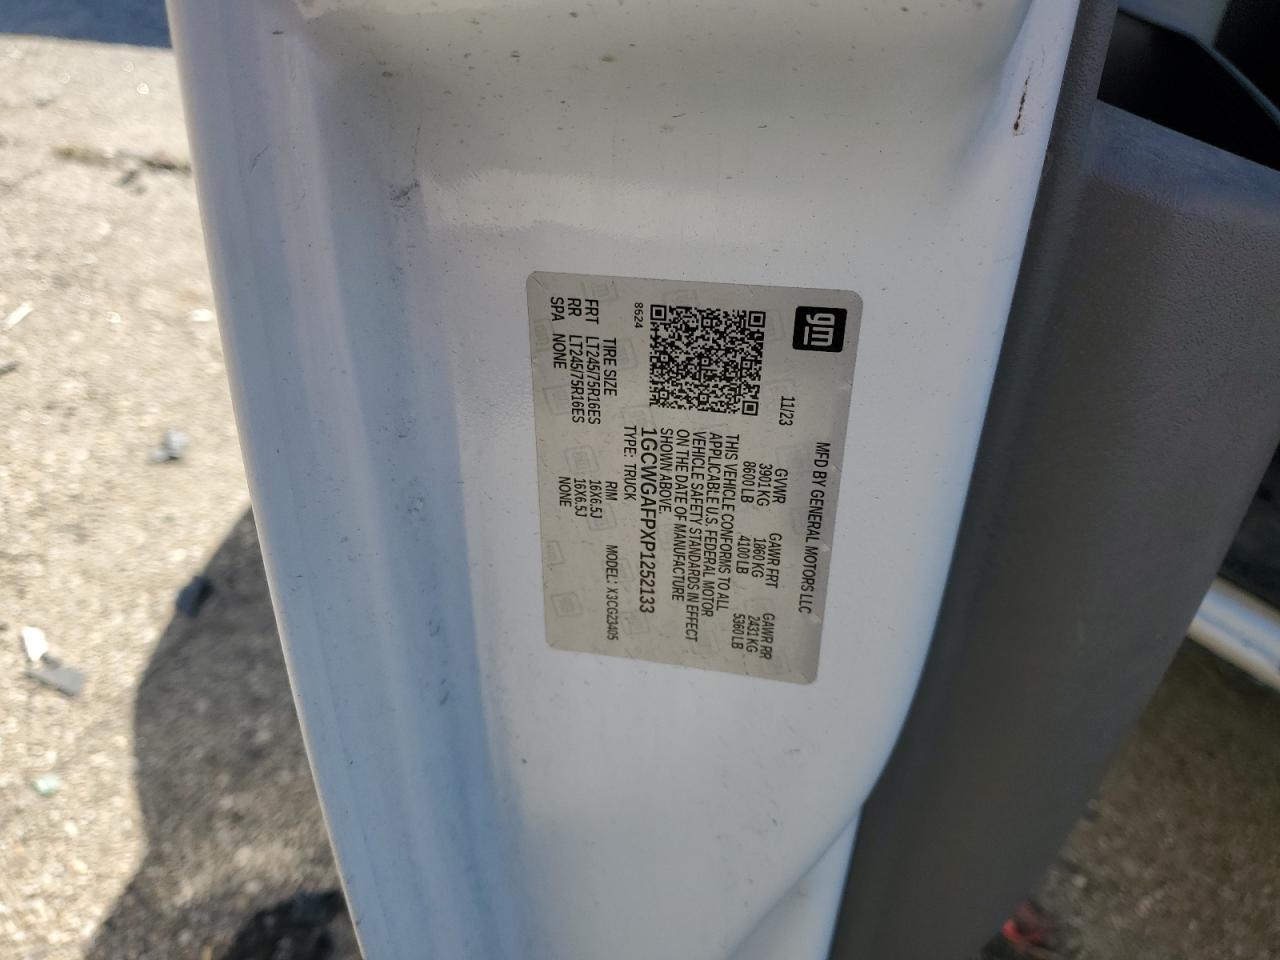 gm
MFD BY GENERAL MOTORS LLC
11/23
GVWR GAWR FRT GAWR RR
3901 KG 1860 KG 2431 KG
8600 LB 4100 LB 5360 LB
THIS VEHICLE CONFORMS TO ALL
APPLICABLE U.S. FEDERAL MOTOR
VEHICLE SAFETY STANDARDS IN EFFECT
ON THE DATE OF MANUFACTURE
SHOWN ABOVE.
1GCWGAFPXP1252133
8624
TYPE: TRUCK MODEL: X3CG23405
TIRE SIZE RIM
FRT LT245/75R16ES 16X6.5J
RR LT245/75R16ES 16X6.5J
SPA NONE NONE